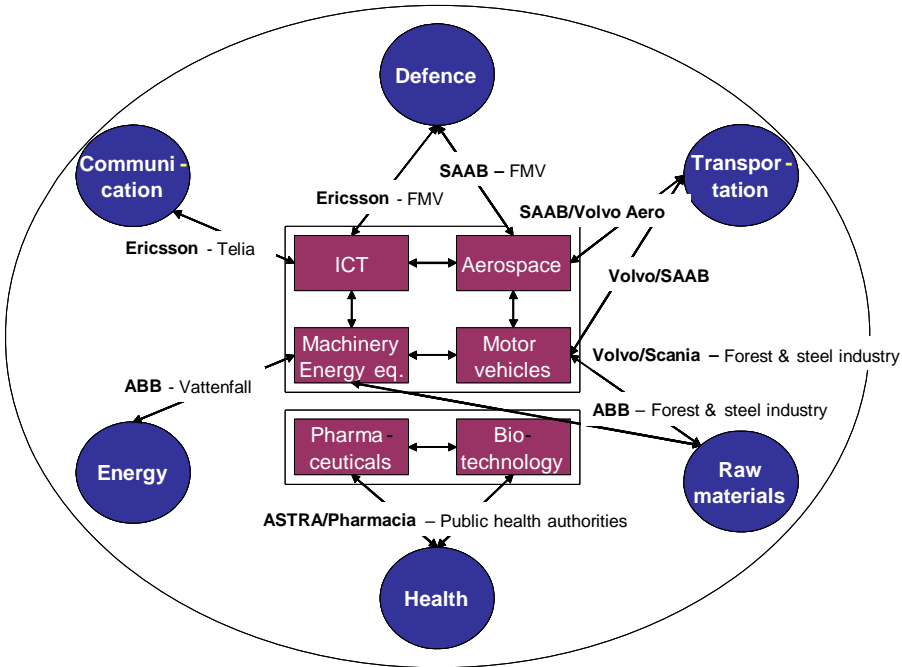 Defence
Communi -
cation
Transpor -
tation
SAAB – FMV
Ericsson - FMV
SAAB/Volvo Aero
Ericsson - Telia
ICT
Aerospace
Volvo/SAAB
Machinery
Energy eq.
Motor
vehicles
Volvo/Scania – Forest & steel industry
ABB - Vattenfall
ABB – Forest & steel industry
Pharma -
ceuticals
Bio-
technology
Energy
Raw
materials
ASTRA/Pharmacia – Public health authorities
Health